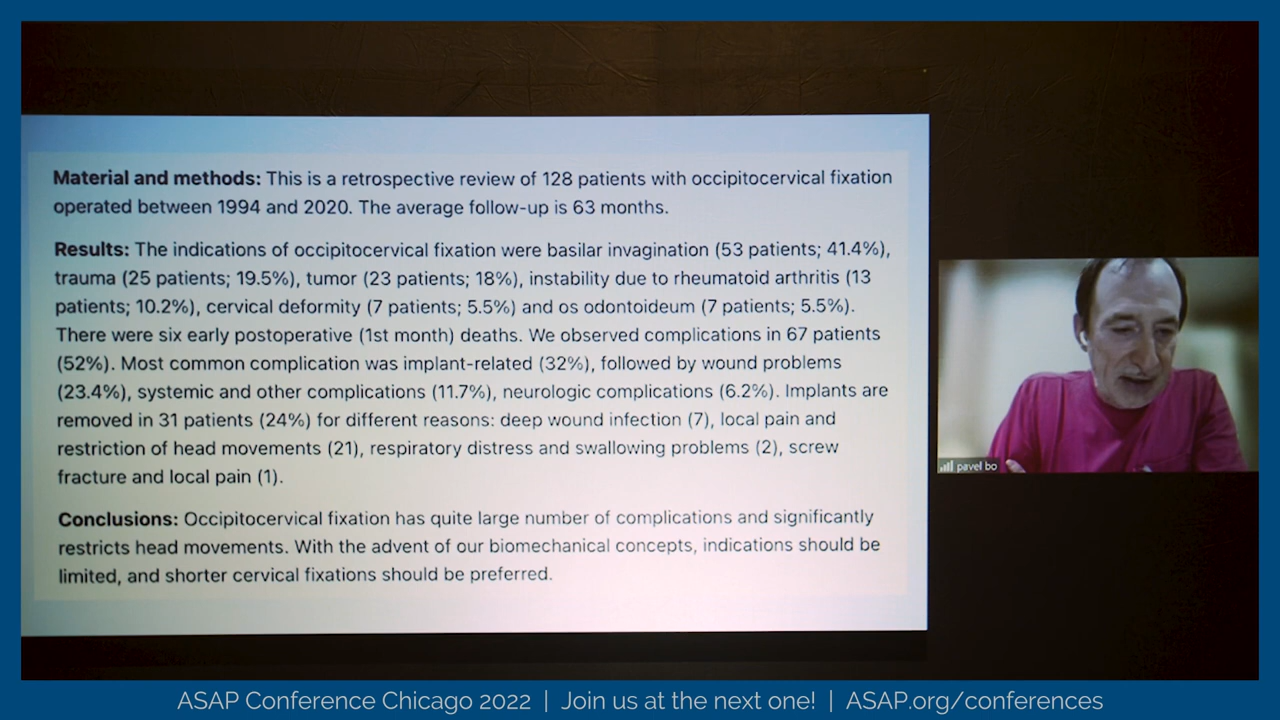 Material and methods: This is a retrospective review of 128 patients with occipitocervical fixation
operated between 1994 and 2020. The average follow-up is 63 months.
Results: The indications of occipitocervical fixation were basilar invagination (53 patients; 41.4%),
trauma (25 patients; 19.5%), tumor (23 patients; 18%), instability due to rheumatoid arthritis (13
patients; 10.2%), cervical deformity (7 patients; 5.5%) and os odontoideum (7 patients; 5.5%).
There were six early postoperative (1st month) deaths. We observed complications in 67 patients
(52%). Most common complication was implant-related (32%), followed by wound problems
(23.4%), systemic and other complications (11.7%), neurologic complications (6.2%). Implants are
removed in 31 patients (24%) for different reasons: deep wound infection (7), local pain and
restriction of head movements (21), respiratory distress and swallowing problems (2), screw
fracture and local pain (1).
Conclusions: Occipitocervical fixation has quite large number of complications and significantly
restricts head movements. With the advent of our biomechanical concepts, indications should be
limited, and shorter cervical fixations should be preferred.
pavel bo
ASAP Conference Chicago 2022 | Join us at the next one! | ASAP.org/conferences